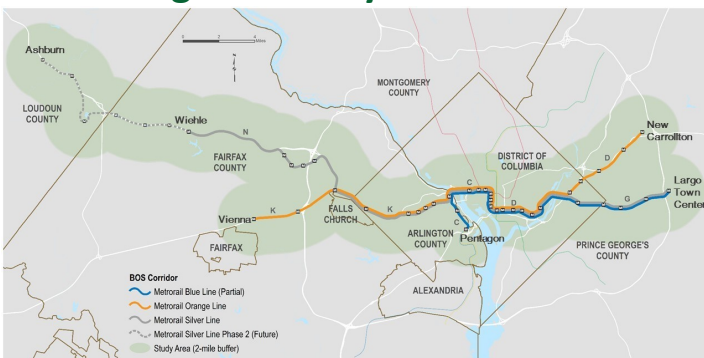 Ashburn
LOUDOUN
COUNTY
Wiehle
N
FAIRFAX
COUNTY
Vienna
K
FAIRFAX
FALLS
CHURCH
K
MONTGOMERY
COUNTY
ARLINGTON
COUNTY
C
C
Pentagon
ALEXANDRIA
DISTRICT OF
COLUMBIA
D
D
New
Carrollton
G
Largo
Town
Center
PRINCE GEORGE'S
COUNTY
BOS Corridor
Metrorail Blue Line (Partial)
Metrorail Orange Line
Metrorail Silver Line
Metrorail Silver Line Phase 2 (Future)
Study Area (2-mile buffer)